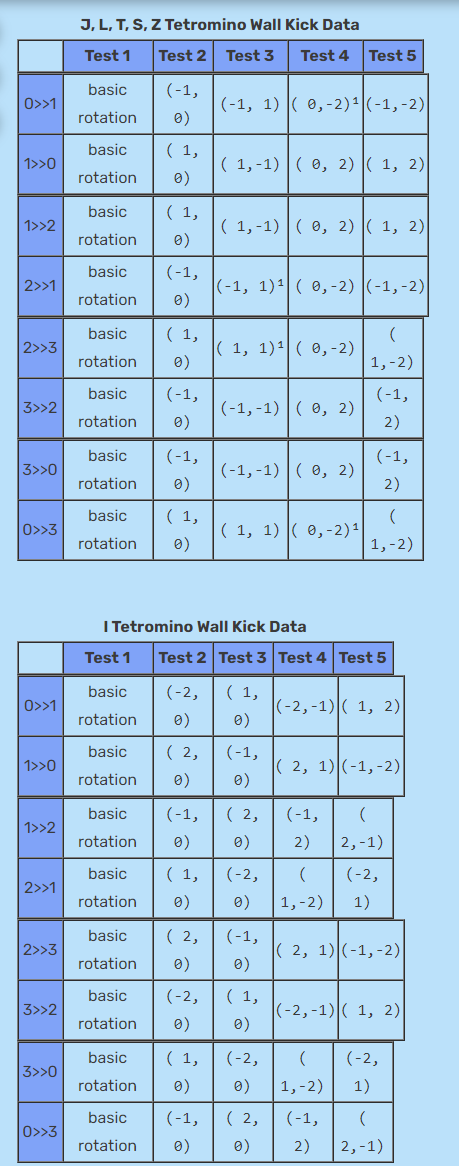 J, L, T, S, Z Tetromino Wall Kick Data
Test 1 Test 2 Test 3 Test 4 Test 5
0>>1 basic rotation (-1, 0) (-1, 1) ( 0,-2)¹ (-1,-2)
1>>0 basic rotation ( 1, 0) ( 1,-1) ( 0, 2) ( 1, 2)
1>>2 basic rotation ( 1, 0) ( 1,-1) ( 0, 2) ( 1, 2)
2>>1 basic rotation (-1, 0) (-1, 1)¹ ( 0,-2) (-1,-2)
2>>3 basic rotation ( 1, 0) ( 1, 1)¹ ( 0,-2) ( 1,-2)
3>>2 basic rotation (-1, 0) (-1,-1) ( 0, 2) (-1, 2)
3>>0 basic rotation (-1, 0) (-1,-1) ( 0, 2) (-1, 2)
0>>3 basic rotation ( 1, 0) ( 1, 1) ( 0,-2)¹ ( 1,-2)
I Tetromino Wall Kick Data
Test 1 Test 2 Test 3 Test 4 Test 5
0>>1 basic rotation (-2, 0) ( 1, 0) (-2,-1) ( 1, 2)
1>>0 basic rotation ( 2, 0) (-1, 0) ( 2, 1) (-1,-2)
1>>2 basic rotation (-1, 0) ( 2, 0) (-1, 2) ( 2,-1)
2>>1 basic rotation ( 1, 0) (-2, 0) ( 1,-2) (-2, 1)
2>>3 basic rotation ( 2, 0) (-1, 0) ( 2, 1) (-1,-2)
3>>2 basic rotation (-2, 0) ( 1, 0) (-2,-1) ( 1, 2)
3>>0 basic rotation ( 1, 0) (-2, 0) ( 1,-2) (-2, 1)
0>>3 basic rotation (-1, 0) ( 2, 0) (-1, 2) ( 2,-1)